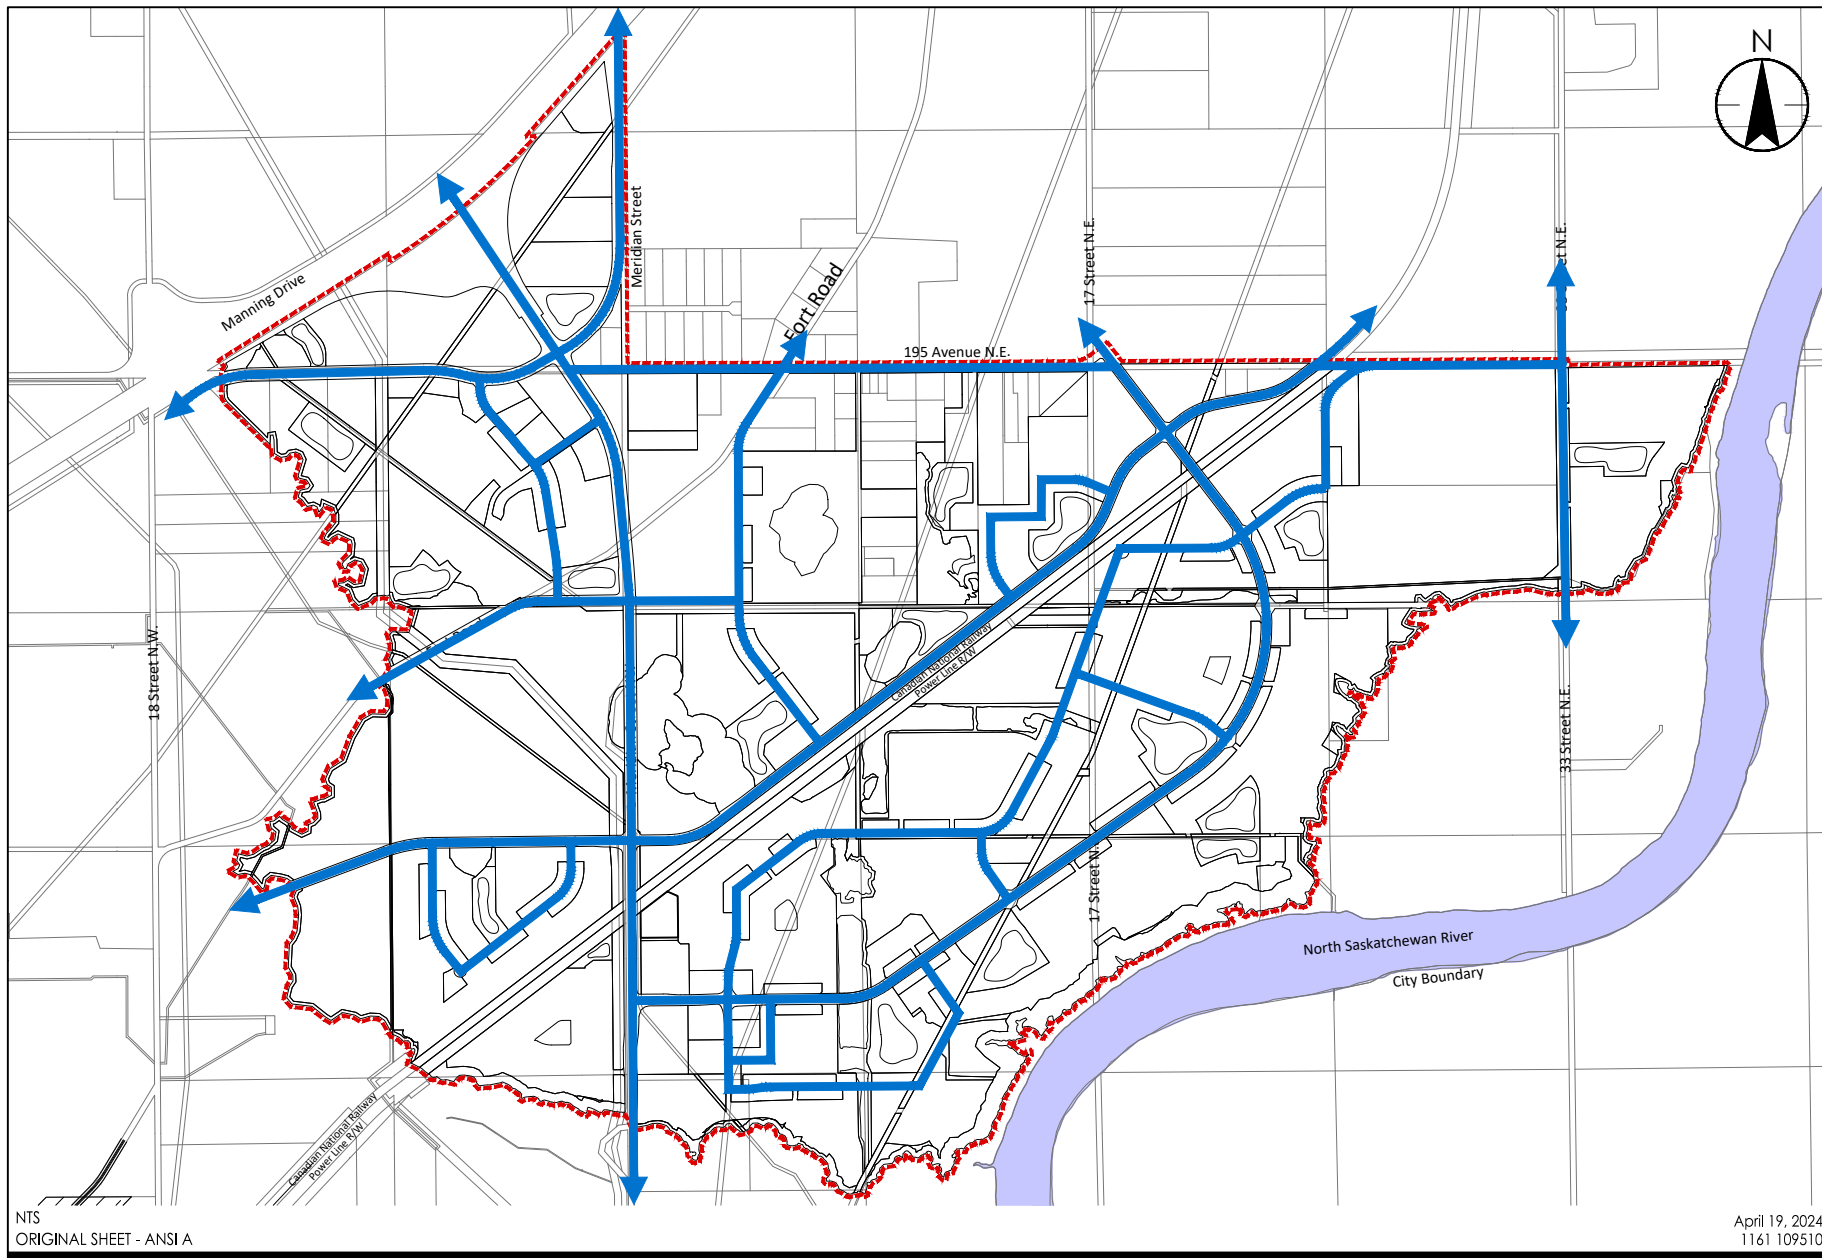 N
Meridian Street
Manning Drive
Fort Road
17 Street N.E.
t N.E.
195 Avenue N.E.
18 Street N.W.
Canadian National Railway
Power Line R/W
33 Street N.E.
17 Street N.
North Saskatchewan River
City Boundary
Canadian National Railway
Power Line R/W
NTS
ORIGINAL SHEET - ANSI A
April 19, 2024
1161 109510